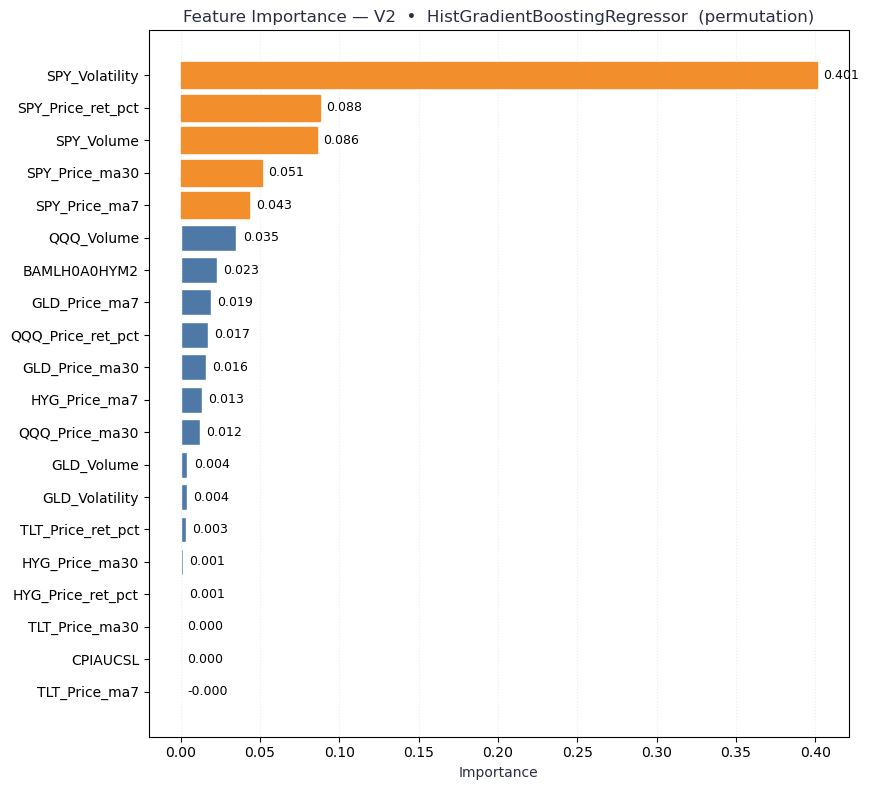 Feature Importance — V2 • HistGradientBoostingRegressor (permutation)
SPY_Volatility 0.401
SPY_Price_ret_pct 0.088
SPY_Volume 0.086
SPY_Price_ma30 0.051
SPY_Price_ma7 0.043
QQQ_Volume 0.035
BAMLH0A0HYM2 0.023
GLD_Price_ma7 0.019
QQQ_Price_ret_pct 0.017
GLD_Price_ma30 0.016
HYG_Price_ma7 0.013
QQQ_Price_ma30 0.012
GLD_Volume 0.004
GLD_Volatility 0.004
TLT_Price_ret_pct 0.003
HYG_Price_ma30 0.001
HYG_Price_ret_pct 0.001
TLT_Price_ma30 0.000
CPIAUCSL 0.000
TLT_Price_ma7 -0.000
0.00 0.05 0.10 0.15 0.20 0.25 0.30 0.35 0.40
Importance